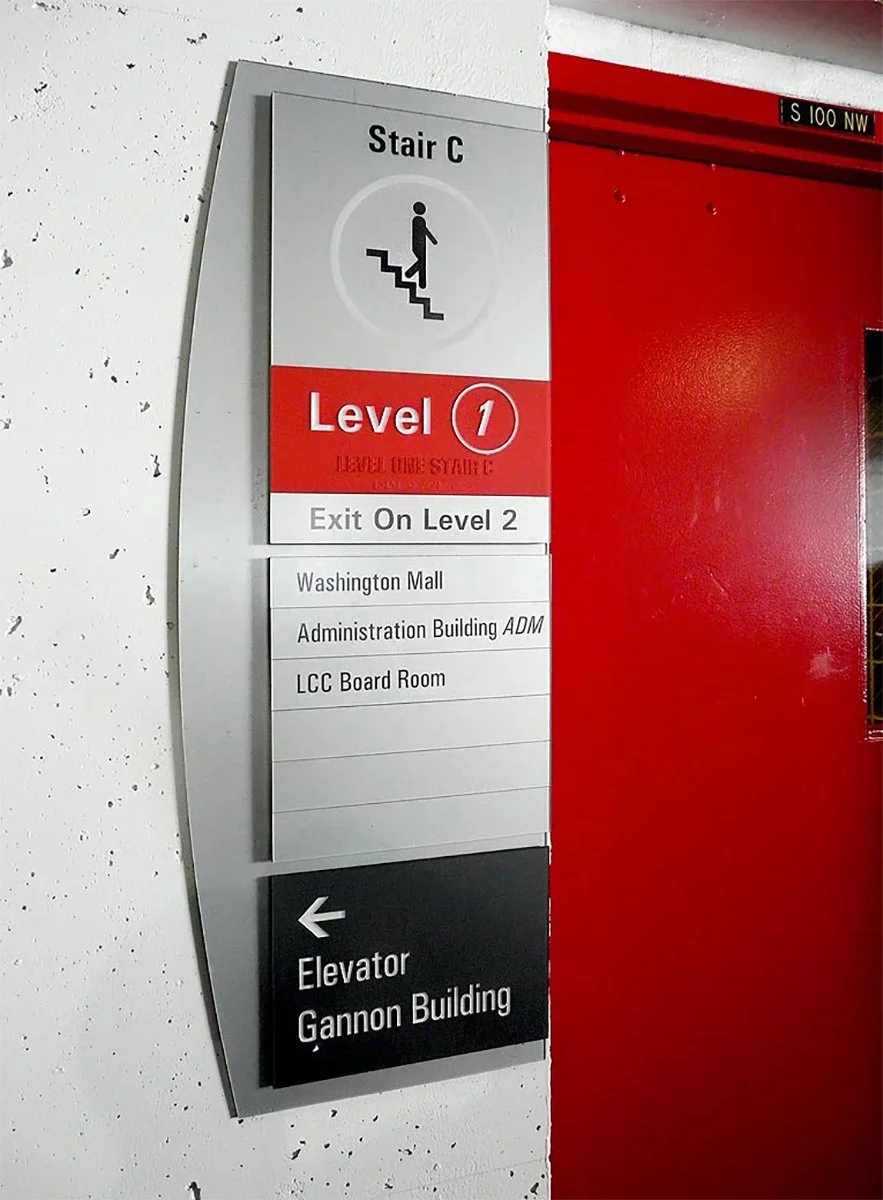 Stair C
Level 1
LEVEL ONE STAIR C
Exit On Level 2
Washington Mall
Administration Building ADM
LCC Board Room
Elevator
Gannon Building
S 100 NW